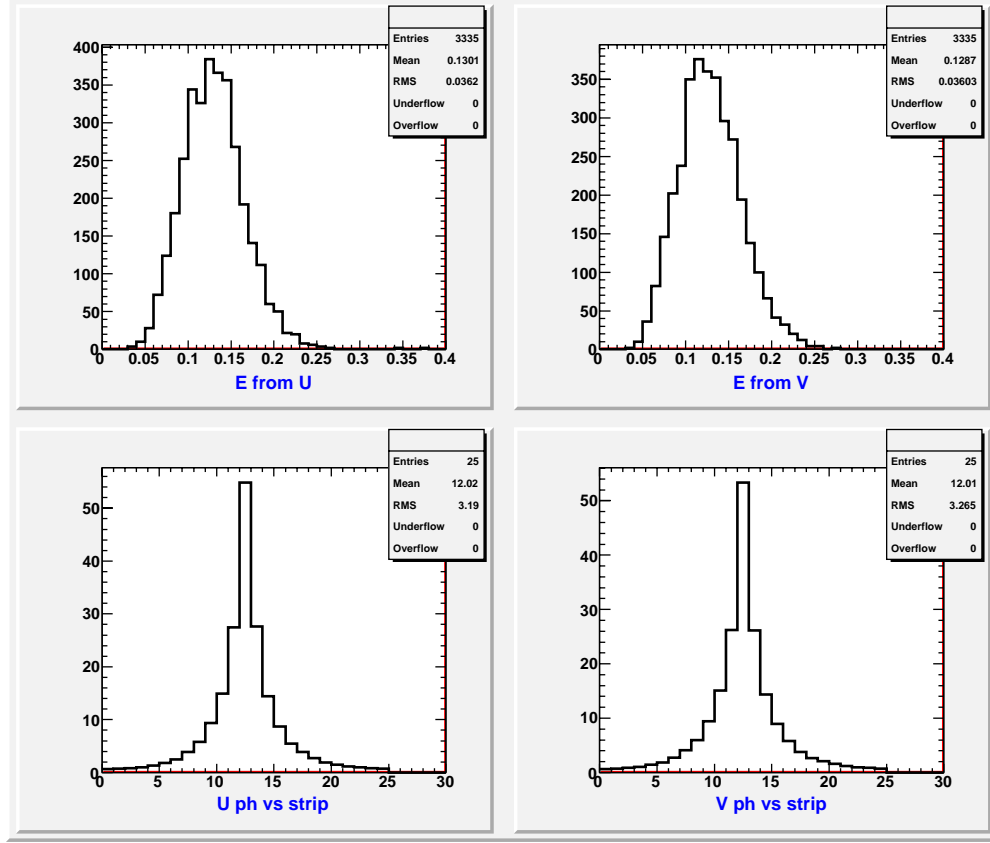 Entries 3335
Mean 0.1301
RMS 0.0362
Underflow 0
Overflow 0
400
350
300
250
200
150
100
50
0
0 0.05 0.1 0.15 0.2 0.25 0.3 0.35 0.4
E from U
Entries 3335
Mean 0.1287
RMS 0.03603
Underflow 0
Overflow 0
350
300
250
200
150
100
50
0
0 0.05 0.1 0.15 0.2 0.25 0.3 0.35 0.4
E from V
Entries 25
Mean 12.02
RMS 3.19
Underflow 0
Overflow 0
50
40
30
20
10
0
0 5 10 15 20 25 30
U ph vs strip
Entries 25
Mean 12.01
RMS 3.265
Underflow 0
Overflow 0
50
40
30
20
10
0
0 5 10 15 20 25 30
V ph vs strip